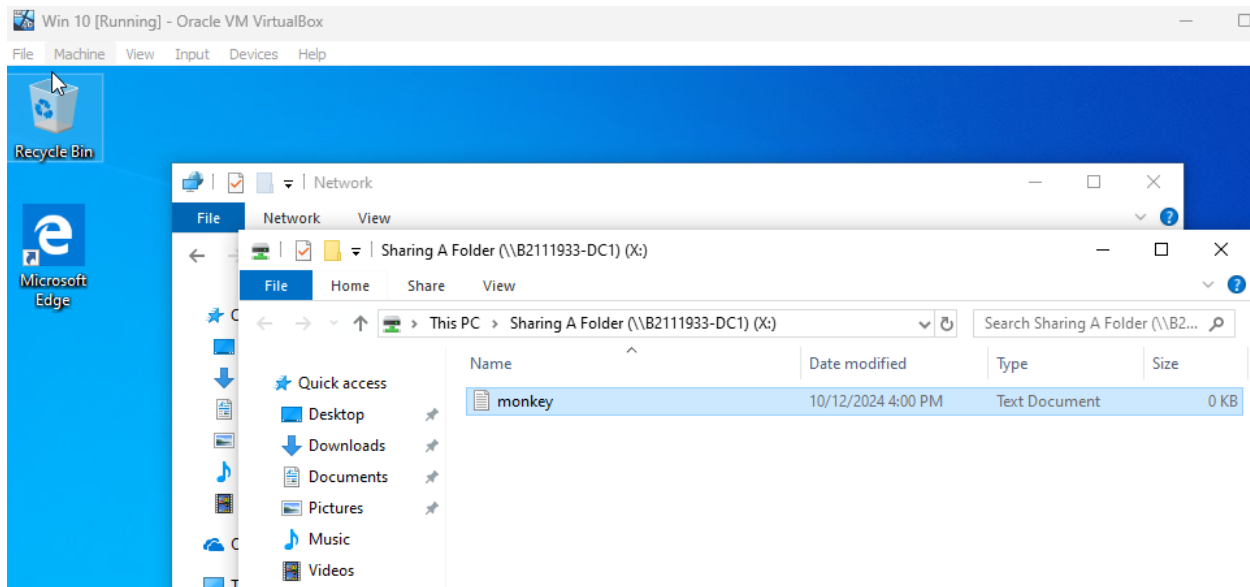 Win 10 [Running] - Oracle VM VirtualBox
File Machine View Input Devices Help
Recycle Bin
Network
File Network View
Microsoft
Edge
Sharing A Folder (\\B2111933-DC1) (X:)
File Home Share View
This PC > Sharing A Folder (\\B2111933-DC1) (X:)
Search Sharing A Folder (\\B2...
Name Date modified Type Size
monkey 10/12/2024 4:00 PM Text Document 0 KB
Quick access
Desktop
Downloads
Documents
Pictures
Music
Videos